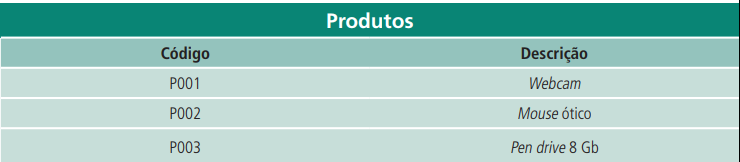 Produtos
Código Descrição
P001 Webcam
P002 Mouse ótico
P003 Pen drive 8 Gb